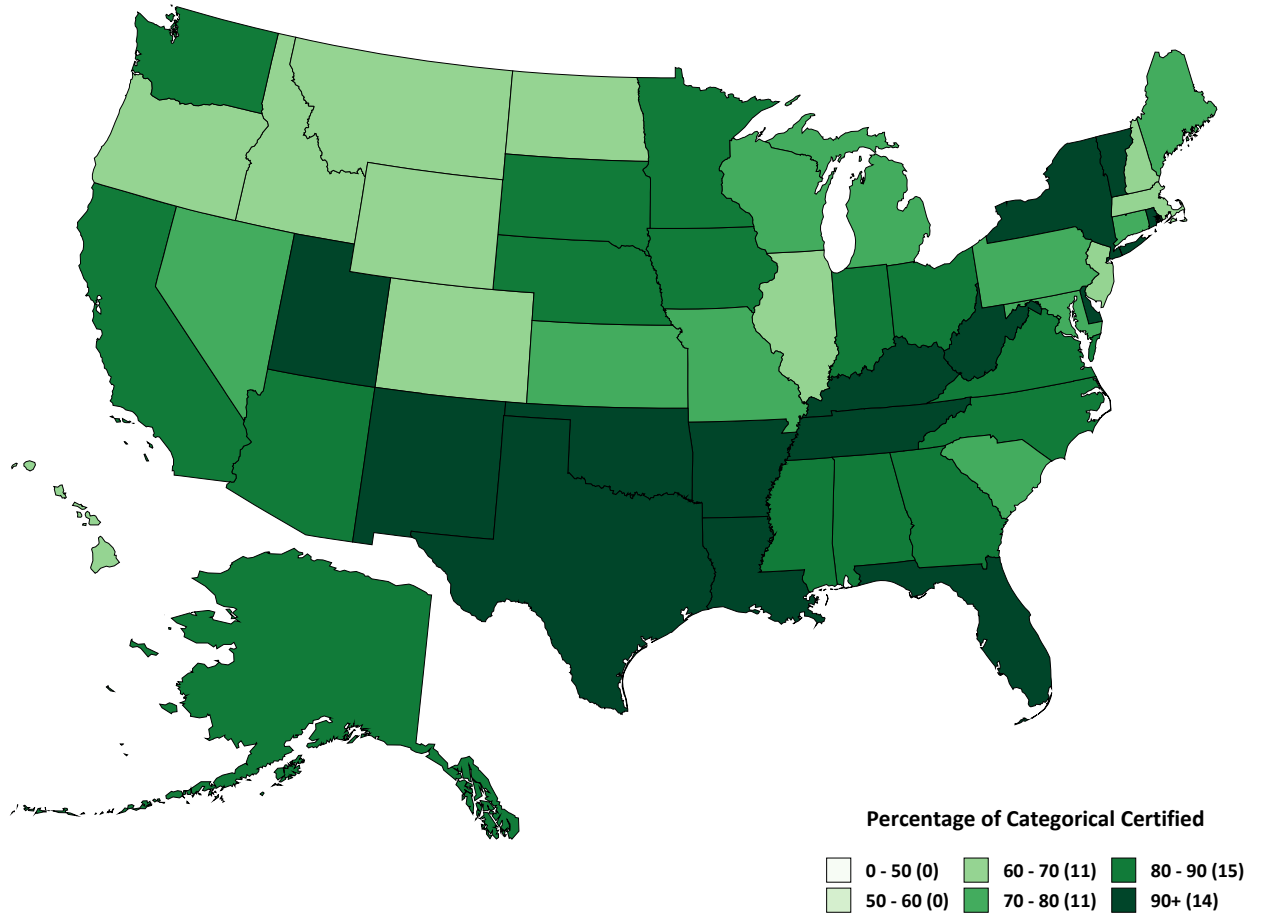 Percentage of Categorical Certified
0 - 50 (0) 60 - 70 (11) 80 - 90 (15)
50 - 60 (0) 70 - 80 (11) 90+ (14)